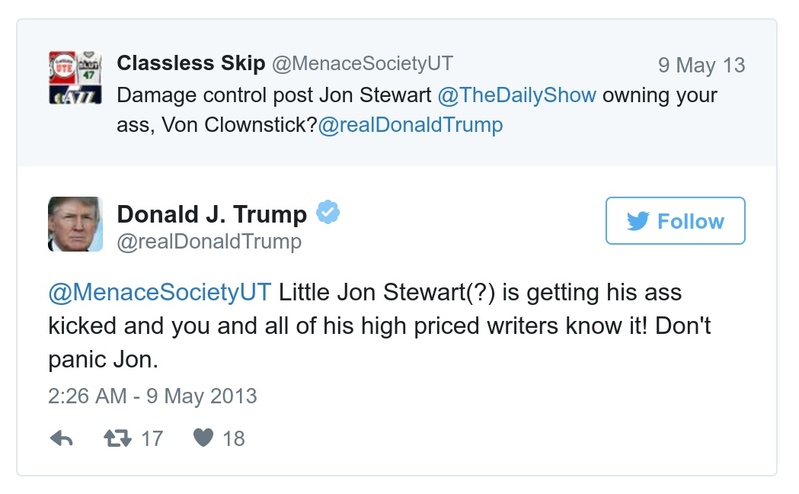 Classless Skip @MenaceSocietyUT 9 May 13
Damage control post Jon Stewart @TheDailyShow owning your
ass, Von Clownstick?@realDonaldTrump
Donald J. Trump
@realDonaldTrump
Follow
@MenaceSocietyUT Little Jon Stewart(?) is getting his ass
kicked and you and all of his high priced writers know it! Don't
panic Jon.
2:26 AM - 9 May 2013
17 18